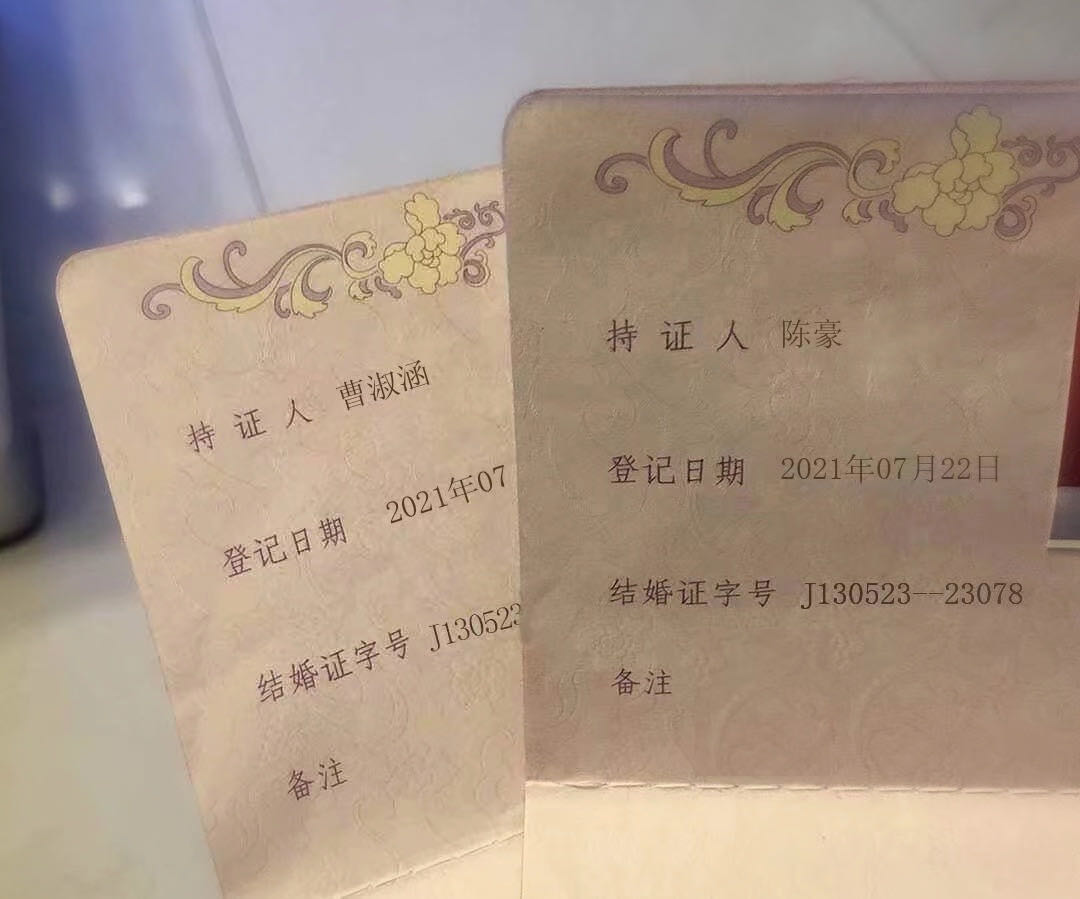 持证人 曹淑涵
登记日期 2021年07
结婚证字号 J130523
备注
持证人 陈豪
登记日期 2021年07月22日
结婚证字号 J130523--23078
备注